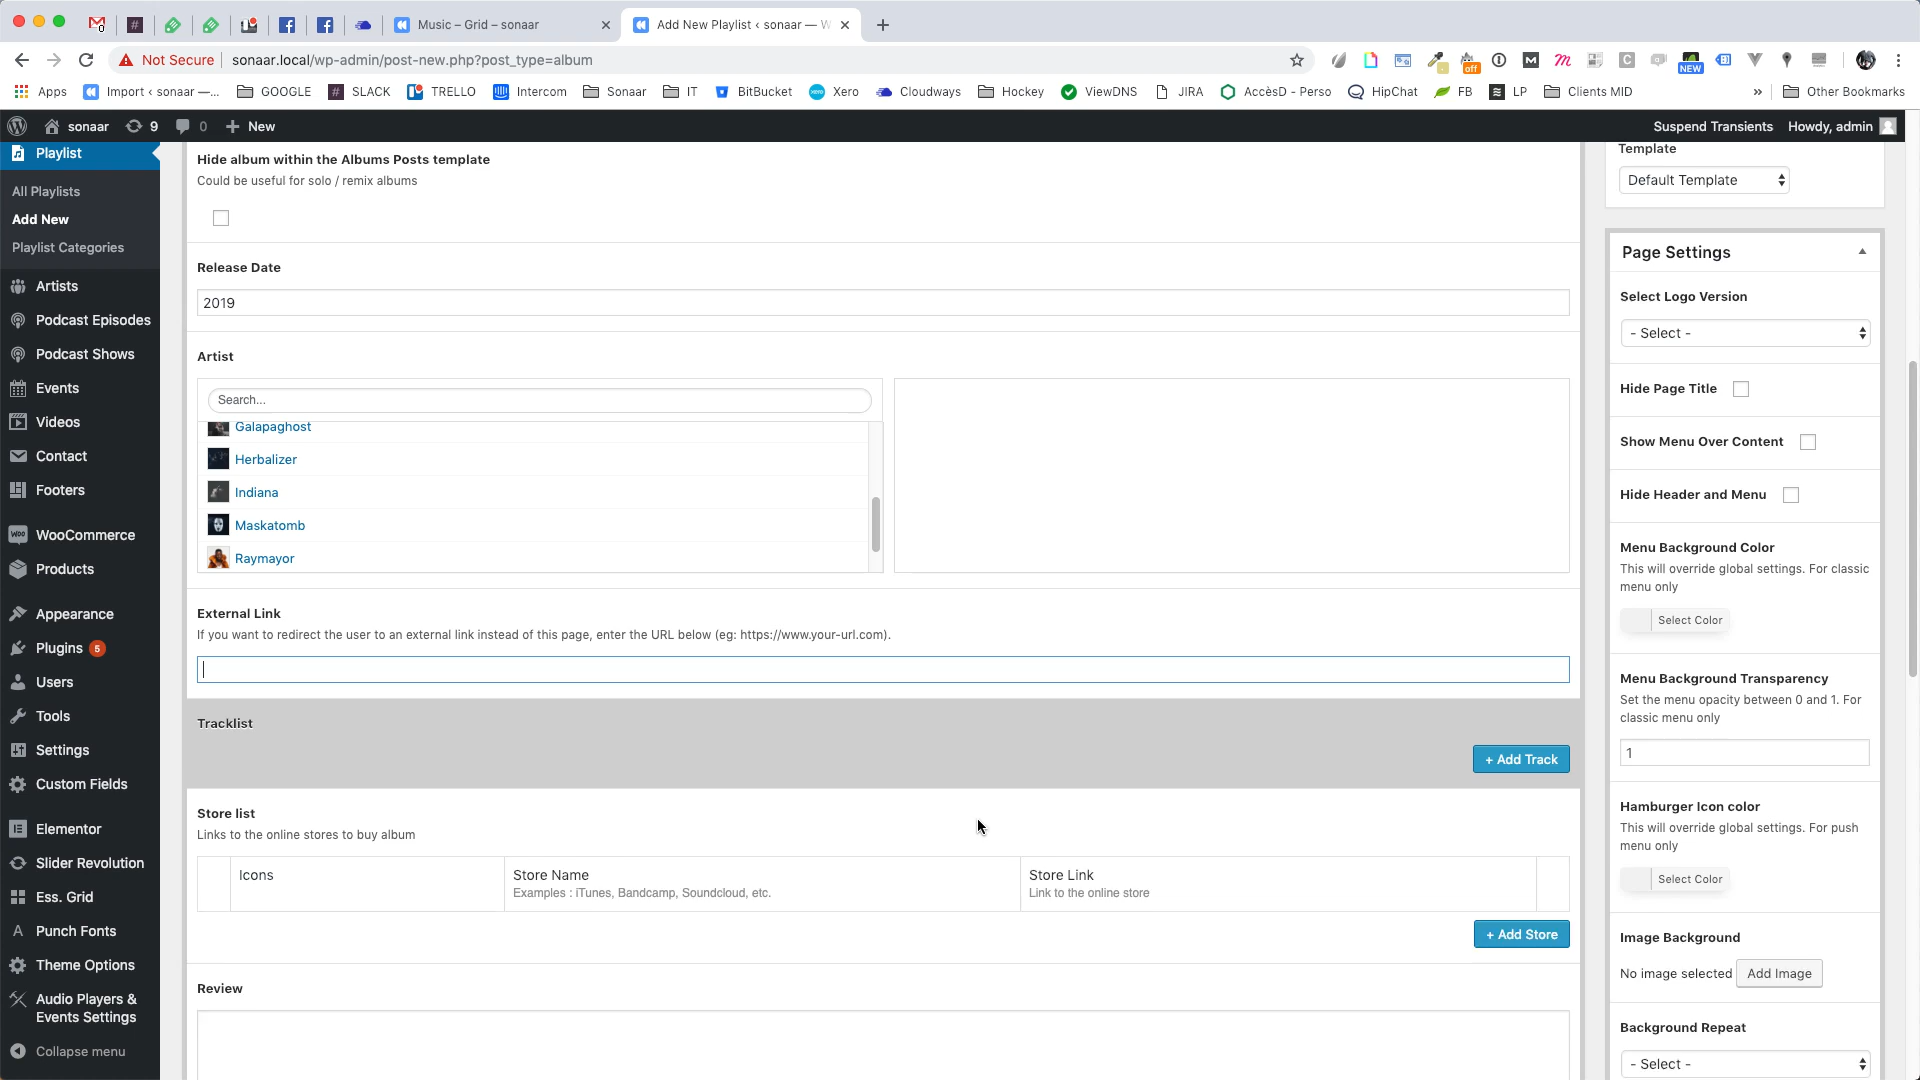 Music – Grid – sonaar
Add New Playlist ‹ sonaar — W
Not Secure
sonaar.local/wp-admin/post-new.php?post_type=album
off
NEW
Apps
Import ‹ sonaar —...
GOOGLE
SLACK
TRELLO
Intercom
Sonaar
IT
BitBucket
Xero
Cloudways
Hockey
ViewDNS
JIRA
AccèsD - Perso
HipChat
FB
LP
Clients MID
»
Other Bookmarks
sonaar
9
0
New
Suspend Transients
Howdy, admin
Playlist
All Playlists
Add New
Playlist Categories
Artists
Podcast Episodes
Podcast Shows
Events
Videos
Contact
Footers
WooCommerce
Products
Appearance
Plugins 5
Users
Tools
Settings
Custom Fields
Elementor
Slider Revolution
Ess. Grid
Punch Fonts
Theme Options
Audio Players &
Events Settings
Collapse menu
Hide album within the Albums Posts template
Could be useful for solo / remix albums
Release Date
2019
Artist
Search...
Galapaghost
Herbalizer
Indiana
Maskatomb
Raymayor
External Link
If you want to redirect the user to an external link instead of this page, enter the URL below (eg: https://www.your-url.com).
Tracklist
+ Add Track
Store list
Links to the online stores to buy album
Icons
Store Name
Examples : iTunes, Bandcamp, Soundcloud, etc.
Store Link
Link to the online store
+ Add Store
Review
Template
Default Template
Page Settings
Select Logo Version
- Select -
Hide Page Title
Show Menu Over Content
Hide Header and Menu
Menu Background Color
This will override global settings. For classic
menu only
Select Color
Menu Background Transparency
Set the menu opacity between 0 and 1. For
classic menu only
1
Hamburger Icon color
This will override global settings. For push
menu only
Select Color
Image Background
No image selected
Add Image
Background Repeat
- Select -